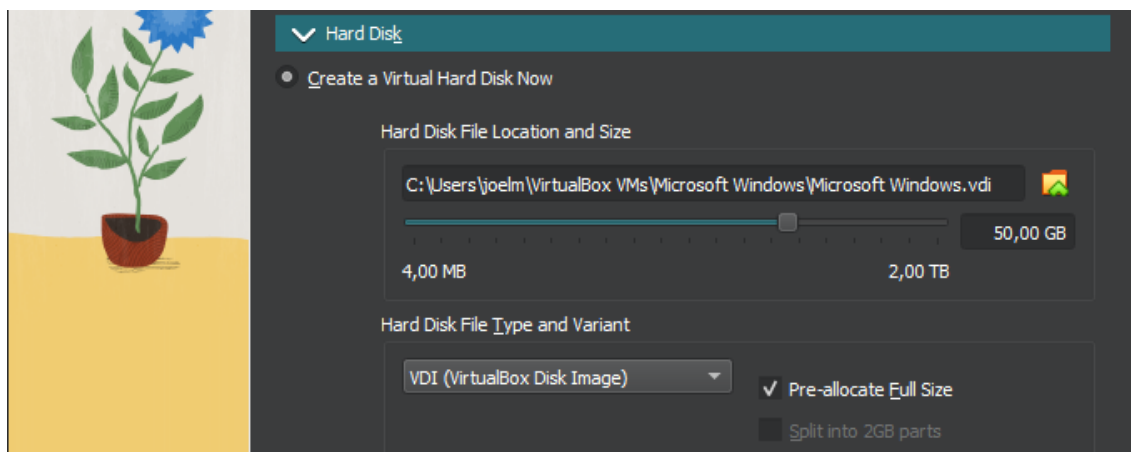 Hard Disk
Create a Virtual Hard Disk Now
Hard Disk File Location and Size
C:\Users\joelm\VirtualBox VMs\Microsoft Windows\Microsoft Windows.vdi
50,00 GB
4,00 MB 2,00 TB
Hard Disk File Type and Variant
VDI (VirtualBox Disk Image)
Pre-allocate Full Size
Split into 2GB parts